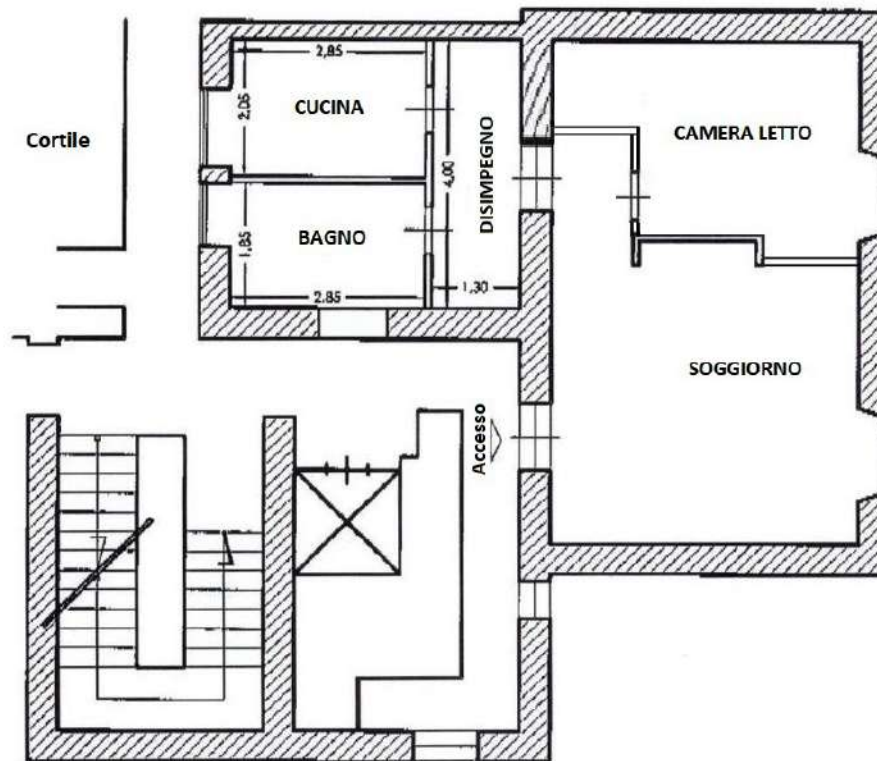 2,85
2,05
CUCINA
CAMERA LETTO
Cortile
4,00
DISIMPEGNO
1,85
BAGNO
2,85
1,30
SOGGIORNO
Accesso